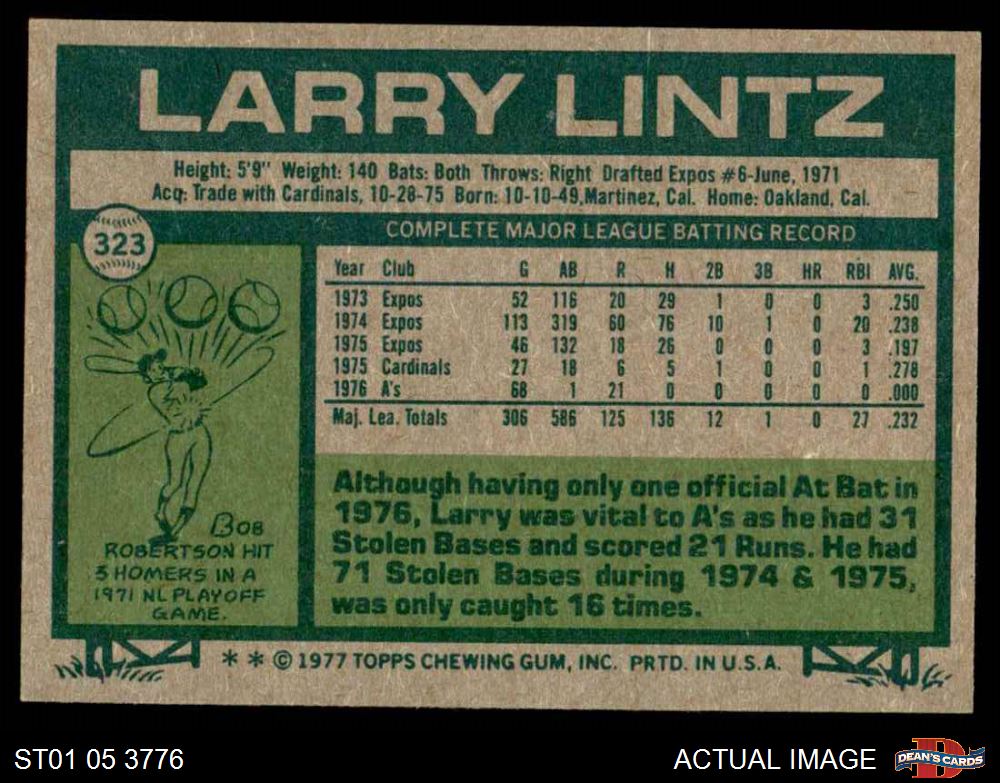 LARRY LINTZ
Height: 5'9" Weight: 140 Bats: Both Throws: Right Drafted Expos #6-June, 1971
Acq: Trade with Cardinals, 10-28-75 Born: 10-10-49, Martinez, Cal. Home: Oakland, Cal.
323
COMPLETE MAJOR LEAGUE BATTING RECORD
Year Club G AB R H 2B 3B HR RBI AVG.
1973 Expos 52 116 20 29 1 0 0 3 .250
1974 Expos 113 319 60 76 10 1 0 20 .238
1975 Expos 46 132 18 26 0 0 0 3 .197
1975 Cardinals 27 18 6 5 1 0 0 1 .278
1976 A's 68 1 21 0 0 0 0 0 .000
Maj. Lea. Totals 306 586 125 136 12 1 0 27 .232
BOB
ROBERTSON HIT
3 HOMERS IN A
1971 NL PLAYOFF
GAME.
Although having only one official At Bat in
1976, Larry was vital to A's as he had 31
Stolen Bases and scored 21 Runs. He had
71 Stolen Bases during 1974 & 1975,
was only caught 16 times.
* * © 1977 TOPPS CHEWING GUM, INC. PRTD. IN U.S.A.
ST01 05 3776
ACTUAL IMAGE
D
DEAN'S CARDS